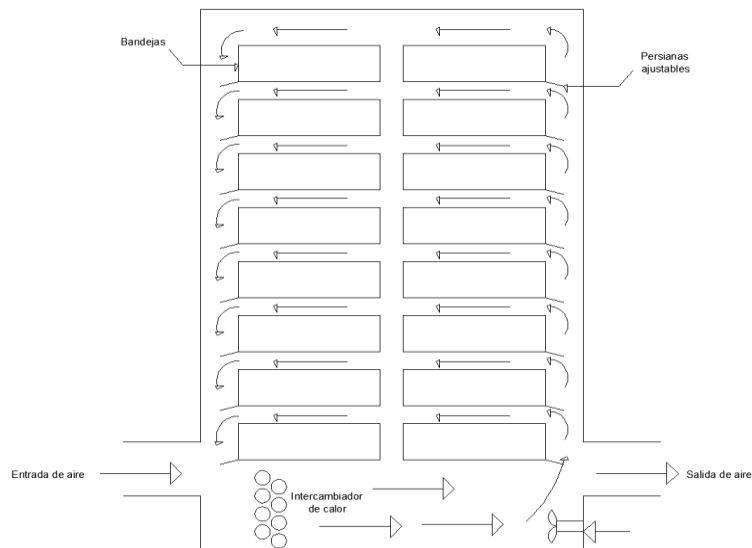 Bandejas
Persianas
ajustables
Entrada de aire
Intercambiador
de calor
Salida de aire